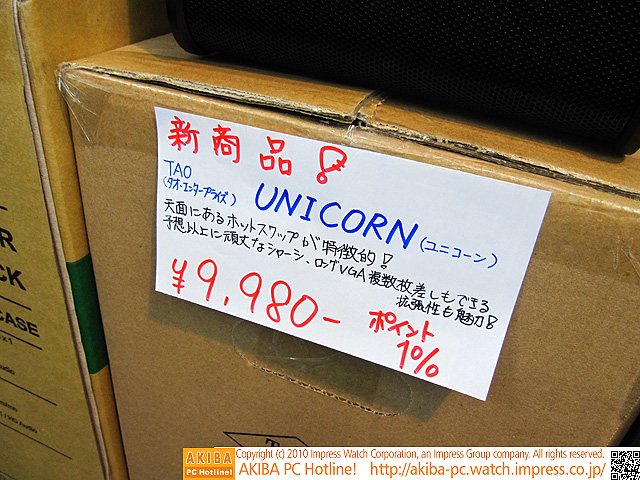 新商品!
TAO
(タオ・エンタープライズ)
UNICORN (ユニコーン)
天面にあるホットスワップが特徴的!
予想以上に頑丈なシャーシ、ロングVGA複数枚差しもできる
拡張性も魅力!
¥9,980-
ポイント
1%
R
CK
CASE
AKIBA
PC Hotline!
Copyright (c) 2010 Impress Watch Corporation, an Impress Group company. All rights reserved.
AKIBA PC Hotline! http://akiba-pc.watch.impress.co.jp/